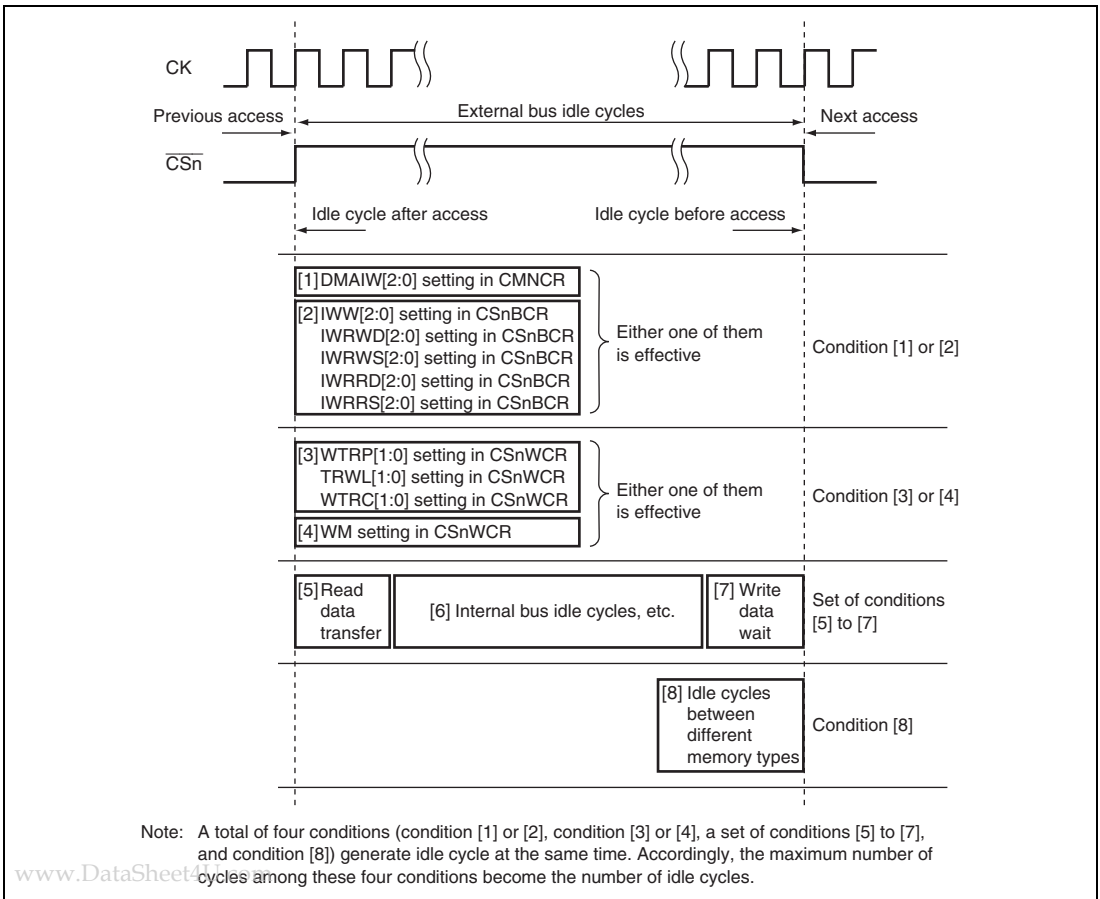 CK
Previous access
External bus idle cycles
Next access
CSn
Idle cycle after access
Idle cycle before access
[1]DMAIW[2:0] setting in CMNCR
[2]IWW[2:0] setting in CSnBCR
IWRWD[2:0] setting in CSnBCR
IWRWS[2:0] setting in CSnBCR
IWRRD[2:0] setting in CSnBCR
IWRRS[2:0] setting in CSnBCR
Either one of them
is effective
Condition [1] or [2]
[3]WTRP[1:0] setting in CSnWCR
TRWL[1:0] setting in CSnWCR
WTRC[1:0] setting in CSnWCR
[4]WM setting in CSnWCR
Either one of them
is effective
Condition [3] or [4]
[5]Read
data
transfer
[6] Internal bus idle cycles, etc.
[7] Write
data
wait
Set of conditions
[5] to [7]
[8] Idle cycles
between
different
memory types
Condition [8]
Note: A total of four conditions (condition [1] or [2], condition [3] or [4], a set of conditions [5] to [7],
and condition [8]) generate idle cycle at the same time. Accordingly, the maximum number of
cycles among these four conditions become the number of idle cycles.
www.DataSheet4U.com